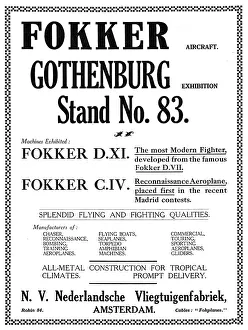 FOKKER AIRCRAFT.
GOTHENBURG EXHIBITION
Stand No. 83.
Machines Exhibited:
FOKKER D.XI. The most Modern Fighter,
developed from the famous
Fokker D.VII.
FOKKER C.IV. Reconnaissance Aeroplane,
placed first in the recent
Madrid contests.
SPLENDID FLYING AND FIGHTING QUALITIES.
Manufacturers of:
CHASER, FLYING BOATS, COMMERCIAL,
RECONNAISSANCE, SEAPLANES, TOURING,
BOMBING, TORPEDO SPORTING
TRAINING AMPHIBIAN AEROPLANES,
AEROPLANES. MACHINES. GLIDERS.
ALL-METAL CONSTRUCTION FOR TROPICAL
CLIMATES. PROMPT DELIVERY.
N. V. Nederlandsche Vliegtuigenfabriek,
Rokin 84. AMSTERDAM. Cables: "Fokplanes."